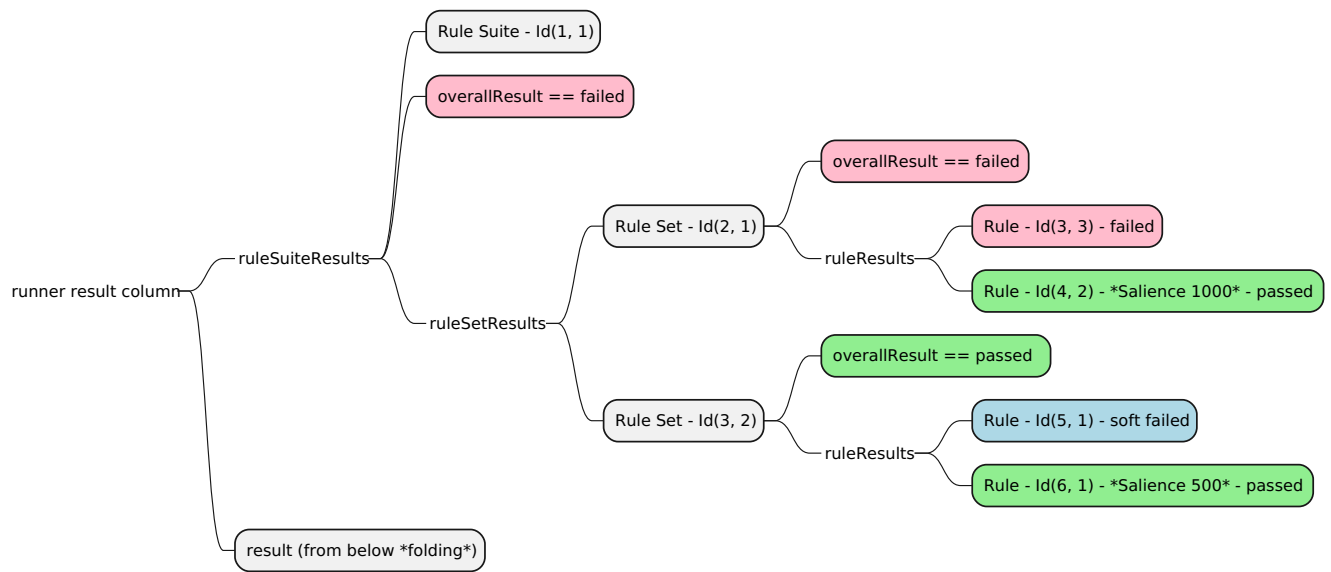 Rule Suite - Id(1, 1)
overallResult == failed
overallResult == failed
Rule Set - Id(2, 1)
Rule - Id(3, 3) - failed
ruleSuiteResults
ruleResults
Rule - Id(4, 2) - *Salience 1000* - passed
runner result column
ruleSetResults
overallResult == passed
Rule Set - Id(3, 2)
Rule - Id(5, 1) - soft failed
ruleResults
Rule - Id(6, 1) - *Salience 500* - passed
result (from below *folding*)